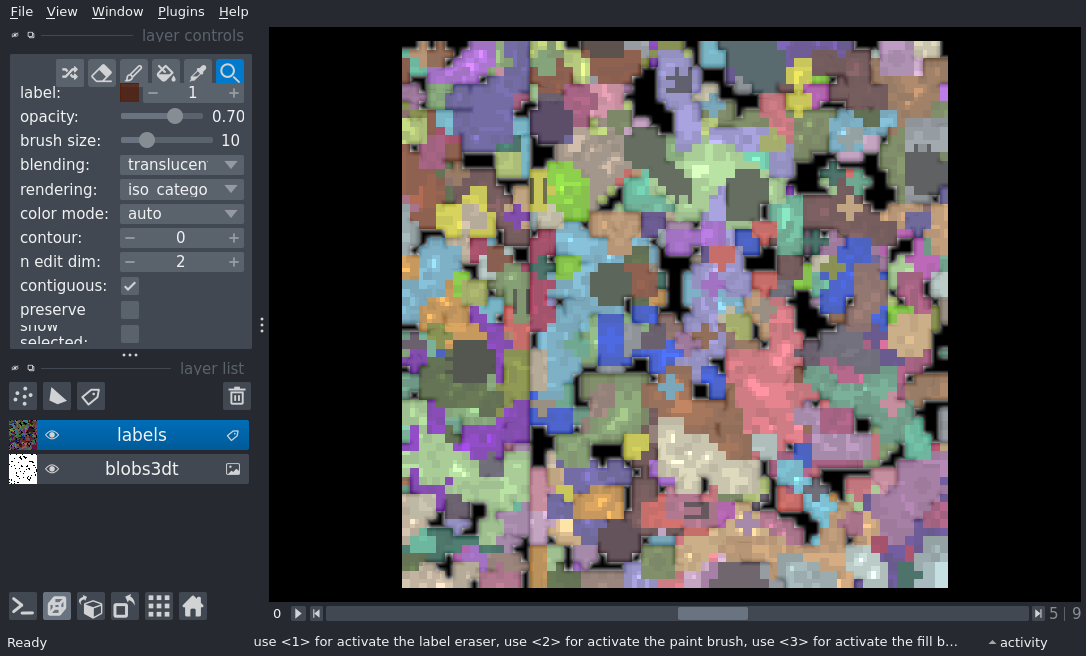 File View Window Plugins Help
layer controls
label: 1
opacity: 0.70
brush size: 10
blending: translucen
rendering: iso_catego
color mode: auto
contour: 0
n edit dim: 2
contiguous:
preserve
show
selected:
layer list
labels
blobs3dt
0 5 | 9
Ready use <1> for activate the label eraser, use <2> for activate the paint brush, use <3> for activate the fill b... activity